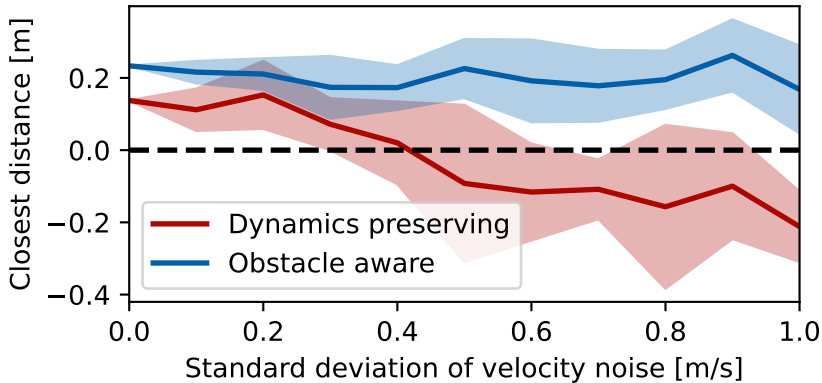 Closest distance [m]
0.2
0.0
−0.2
−0.4
Dynamics preserving
Obstacle aware
0.0 0.2 0.4 0.6 0.8 1.0
Standard deviation of velocity noise [m/s]